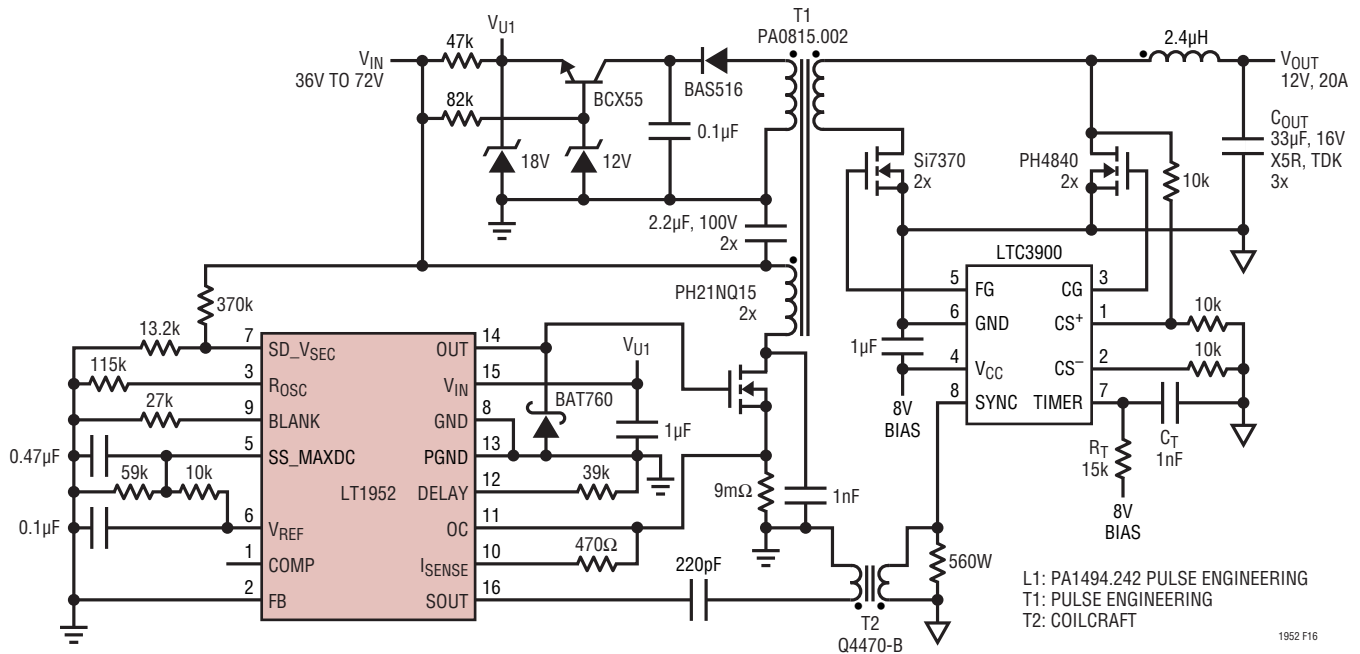 V_U1
T1
PA0815.002
V_IN
36V TO 72V
47k
82k
BCX55
BAS516
0.1µF
18V
12V
2.4µH
V_OUT
12V, 20A
C_OUT
33µF, 16V
X5R, TDK
3x
Si7370
2x
PH4840
2x
10k
2.2µF, 100V
2x
PH21NQ15
2x
LTC3900
5
FG
6
GND
4
V_CC
8
SYNC
CG
3
CS+
1
CS–
2
TIMER
7
10k
10k
1µF
8V
BIAS
R_T
15k
C_T
1nF
8V
BIAS
370k
13.2k
115k
27k
0.47µF
59k
10k
0.1µF
7
SD_V_SEC
3
R_OSC
9
BLANK
5
SS_MAXDC
6
V_REF
1
COMP
2
FB
LT1952
OUT
14
V_IN
15
GND
8
PGND
13
DELAY
12
OC
11
I_SENSE
10
SOUT
16
V_U1
BAT760
1µF
39k
470Ω
9mΩ
1nF
220pF
T2
Q4470-B
560W
L1: PA1494.242 PULSE ENGINEERING
T1: PULSE ENGINEERING
T2: COILCRAFT
1952 F16